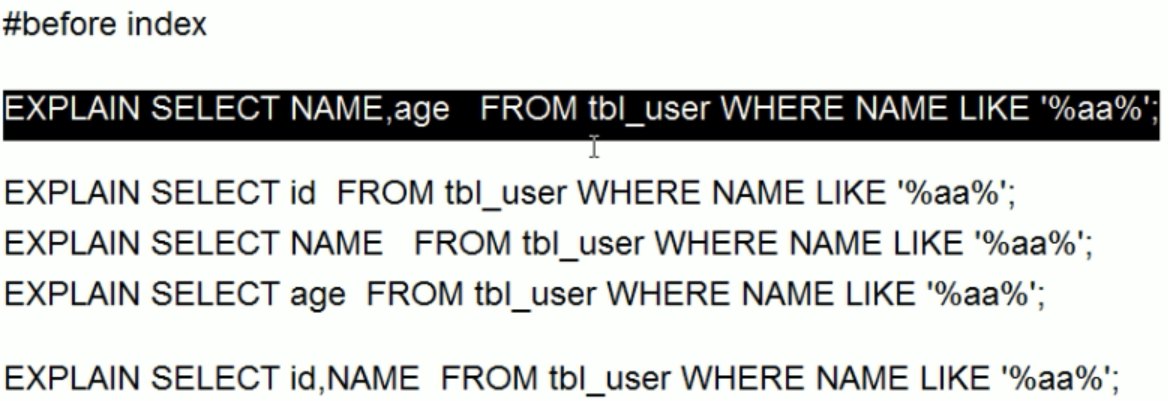 #before index
EXPLAIN SELECT NAME,age   FROM tbl_user WHERE NAME LIKE '%aa%';
EXPLAIN SELECT id  FROM tbl_user WHERE NAME LIKE '%aa%';
EXPLAIN SELECT NAME   FROM tbl_user WHERE NAME LIKE '%aa%';
EXPLAIN SELECT age  FROM tbl_user WHERE NAME LIKE '%aa%';
EXPLAIN SELECT id,NAME  FROM tbl_user WHERE NAME LIKE '%aa%';